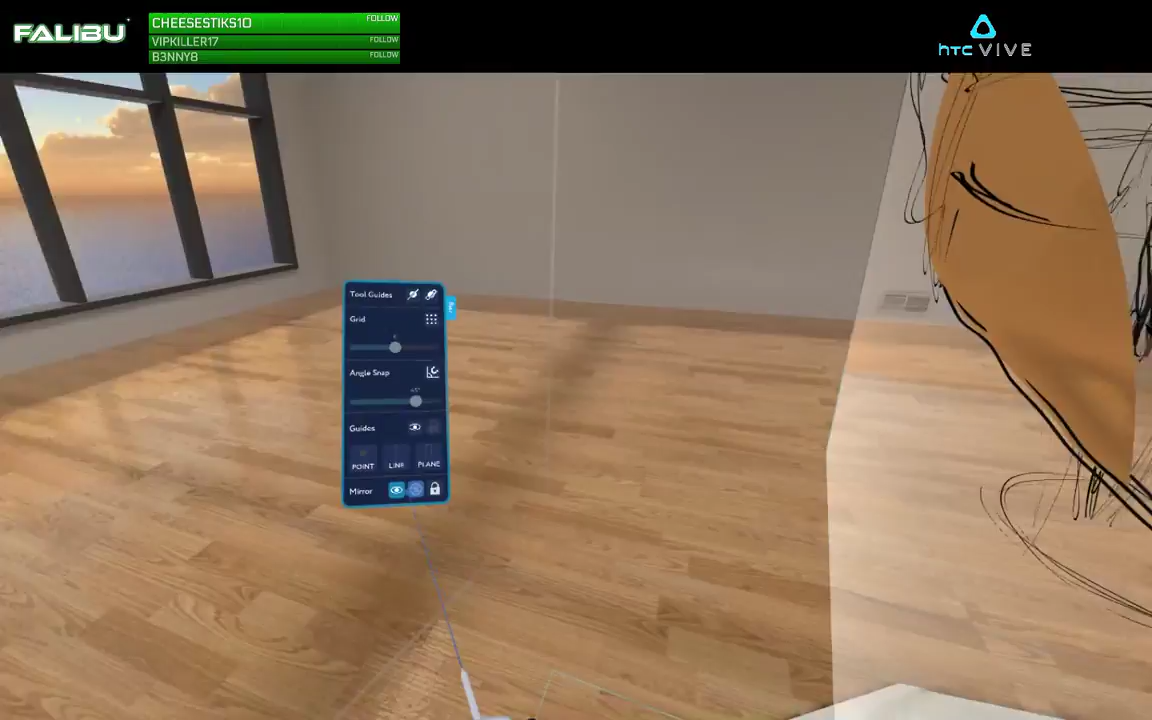 FALIBU
CHEESESTIKS10 FOLLOW
VIPKILLER17 FOLLOW
B3NNY8 FOLLOW
hTC VIVE
Tool Guides
Grid
Angle Snap
45°
Guides
POINT LINE PLANE
Mirror